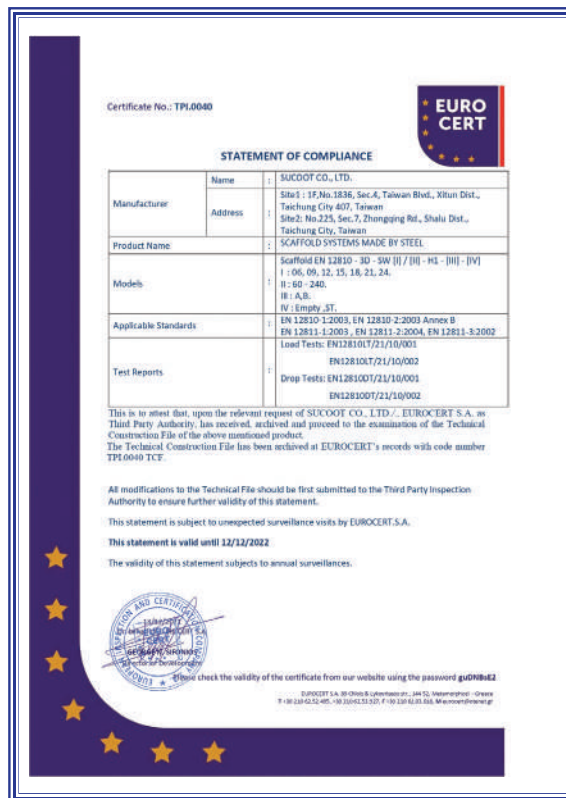 Certificate No.: TPI.0040
EURO
CERT
STATEMENT OF COMPLIANCE
Manufacturer
Name : SUCOOT CO., LTD.
Address :
Site1 : 1F,No.1836, Sec.4, Taiwan Blvd., Xitun Dist.,
Taichung City 407, Taiwan
Site2: No.225, Sec.7, Zhongqing Rd., Shalu Dist.,
Taichung City, Taiwan
Product Name : SCAFFOLD SYSTEMS MADE BY STEEL
Models :
Scaffold EN 12810 - 3D - SW [I] / [II] - H1 - [III] - [IV]
I : 06, 09, 12, 15, 18, 21, 24.
II : 60 - 240.
III : A,B.
IV : Empty ,ST.
Applicable Standards :
EN 12810-1:2003, EN 12810-2:2003 Annex B
EN 12811-1:2003 , EN 12811-2:2004, EN 12811-3:2002
Test Reports :
Load Tests: EN12810LT/21/10/001
EN12810LT/21/10/002
Drop Tests: EN12810DT/21/10/001
EN12810DT/21/10/002
This is to attest that, upon the relevant request of SUCOOT CO., LTD./., EUROCERT S.A. as
Third Party Authority, has received, archived and proceed to the examination of the Technical
Construction File of the above mentioned product.
The Technical Construction File has been archived at EUROCERT's records with code number
TPI.0040 TCF.
All modifications to the Technical File should be first submitted to the Third Party Inspection
Authority to ensure further validity of this statement.
This statement is subject to unexpected surveillance visits by EUROCERT.S.A.
This statement is valid until 12/12/2022
The validity of this statement subjects to annual surveillances.
EUROPEAN INSPECTION AND CERTIFICATION COMPANY
Director of Development
Please check the validity of the certificate from our website using the password guDNBsE2